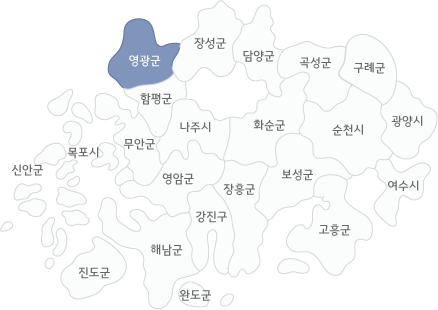 장성군
담양군
영광군
곡성군
구례군
함평군
나주시
화순군
순천시
광양시
무안군
목포시
신안군
영암군
장흥군
보성군
여수시
강진구
고흥군
해남군
진도군
완도군